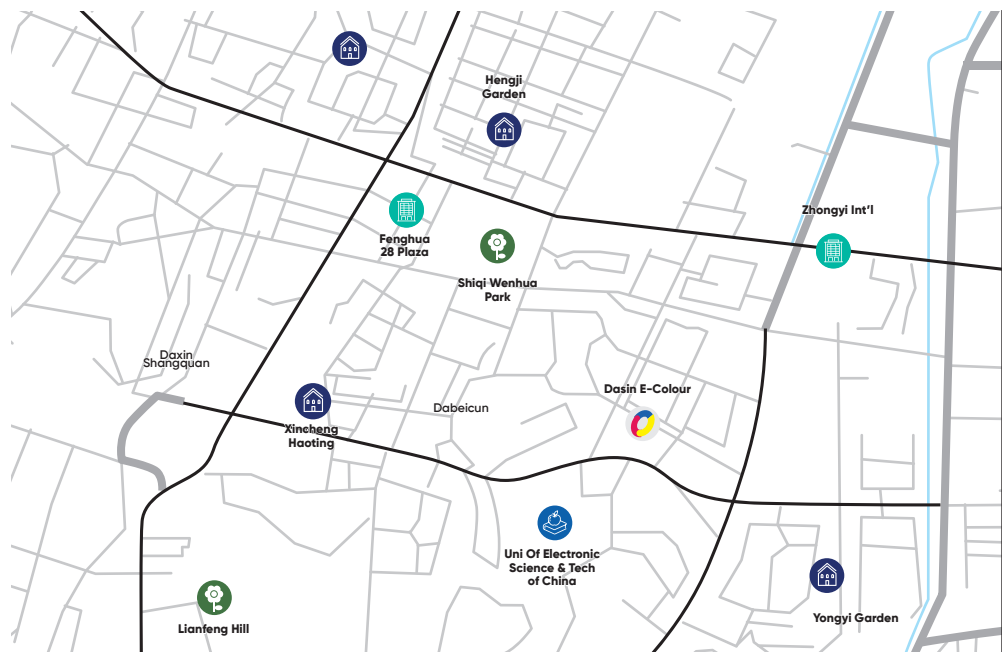 Hengji
Garden
Zhongyi Int'l
Fenghua
28 Plaza
Shiqi Wenhua
Park
Daxin
Shangquan
Dasin E-Colour
Dabeicun
Xincheng
Haoting
Uni Of Electronic
Science & Tech
of China
Yongyi Garden
Lianfeng Hill